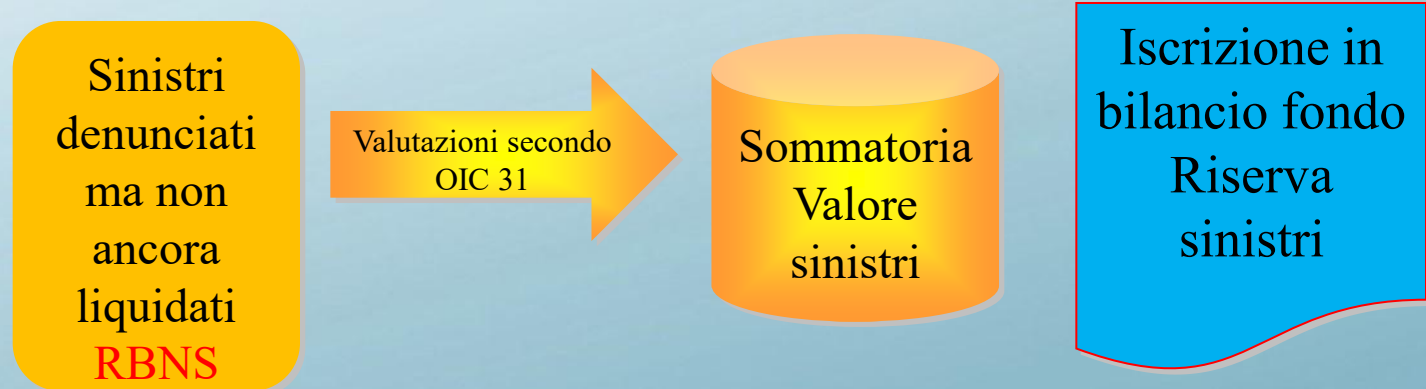 Sinistri
denunciati
ma non
ancora
liquidati
RBNS
Valutazioni secondo
OIC 31
Sommatoria
Valore
sinistri
Iscrizione in
bilancio fondo
Riserva
sinistri